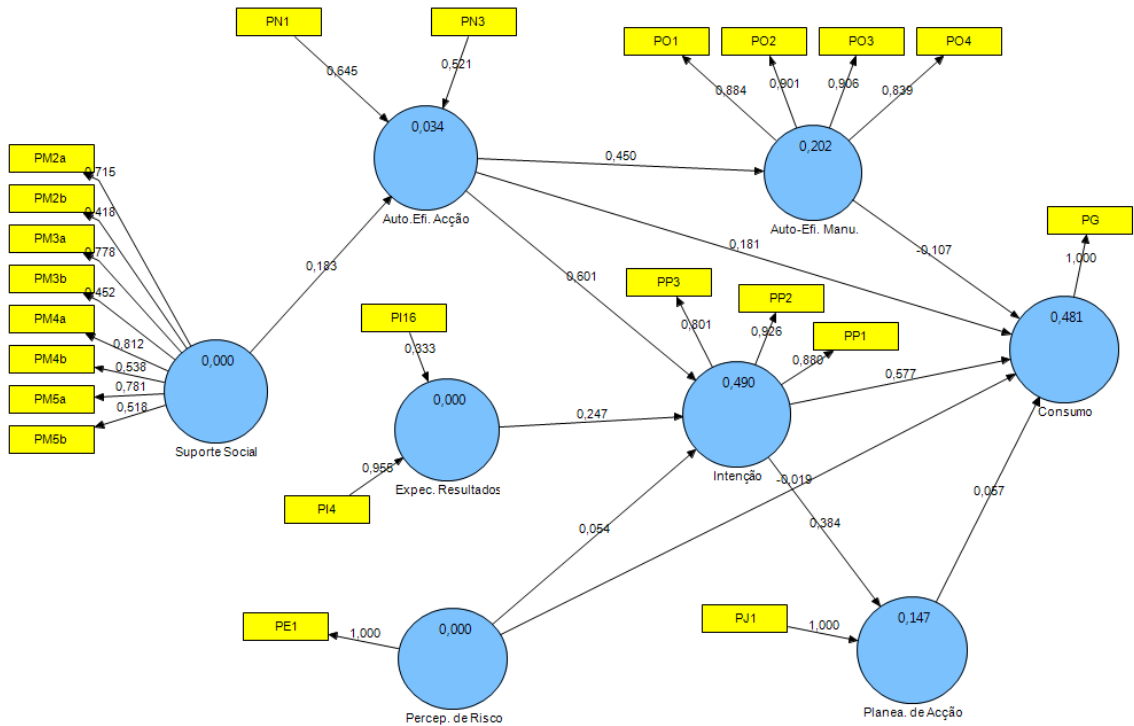 PN1
PN3
PO1
PO2
PO3
PO4
0,645
0,521
0,884
0,901
0,906
0,839
0,034
0,202
PM2a
0,715
PM2b
0,418
PM3a
0,778
PM3b
0,452
PM4a
0,812
PM4b
0,538
PM5a
0,781
PM5b
0,518
Auto.Efi. Acção
0,450
Auto-Efi. Manu.
PG
1,000
0,183
0,181
-0,107
0,601
PP3
PP2
PP1
0,801
0,926
0,880
PI16
0,333
0,000
Suporte Social
0,000
0,247
0,490
Intenção
0,577
0,481
Consumo
0,955
PI4
Expec. Resultados
-0,019
0,054
0,384
0,057
PE1
1,000
0,000
Percep. de Risco
PJ1
1,000
0,147
Planea. de Acção